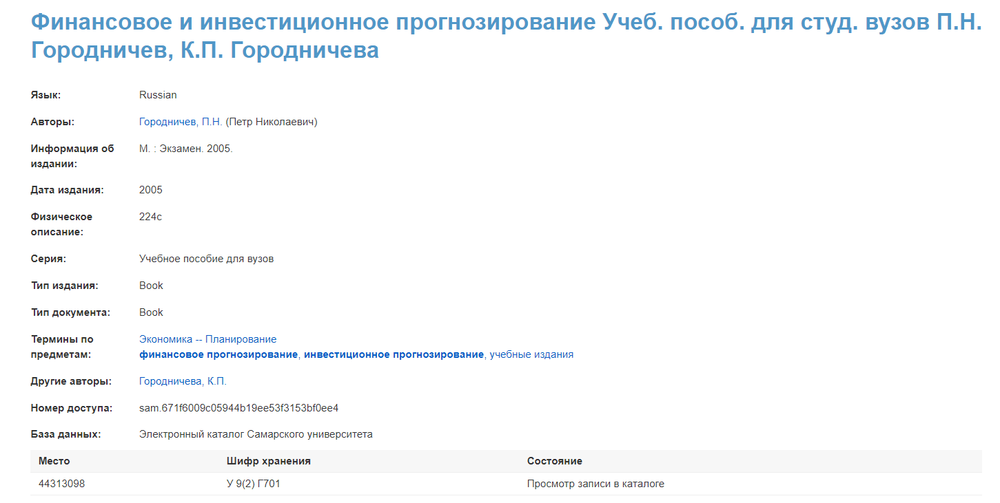 Финансовое и инвестиционное прогнозирование Учеб. пособ. для студ. вузов П.Н.
Городничев, К.П. Городничева
Язык: Russian
Авторы: Городничев, П.Н. (Петр Николаевич)
Информация об издании: М. : Экзамен. 2005.
Дата издания: 2005
Физическое описание: 224с
Серия: Учебное пособие для вузов
Тип издания: Book
Тип документа: Book
Термины по предметам: Экономика -- Планирование
финансовое прогнозирование, инвестиционное прогнозирование, учебные издания
Другие авторы: Городничева, К.П.
Номер доступа: sam.671f6009c05944b19ee53f3153bf0ee4
База данных: Электронный каталог Самарского университета
Место Шифр хранения Состояние
44313098 У 9(2) Г701 Просмотр записи в каталоге